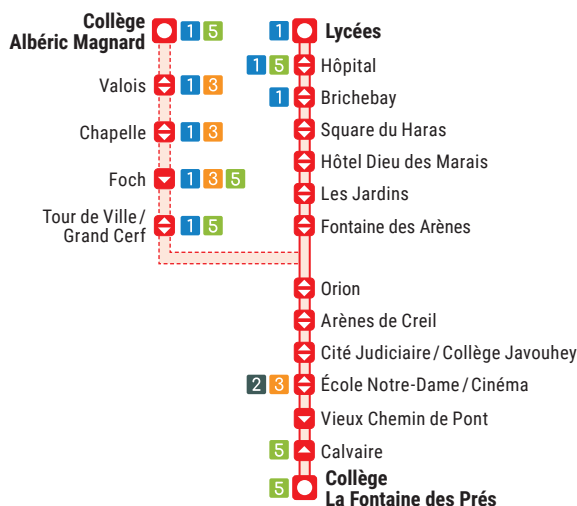 Collège
Albéric Magnard
1 5
Valois
1 3
Chapelle
1 3
Foch
1 3 5
Tour de Ville/
Grand Cerf
1 5
1
Lycées
1 5
Hôpital
1
Brichebay
Square du Haras
Hôtel Dieu des Marais
Les Jardins
Fontaine des Arènes
Orion
Arènes de Creil
Cité Judiciaire/Collège Javouhey
2 3
École Notre-Dame/Cinéma
Vieux Chemin de Pont
5
Calvaire
5
Collège
La Fontaine des Prés